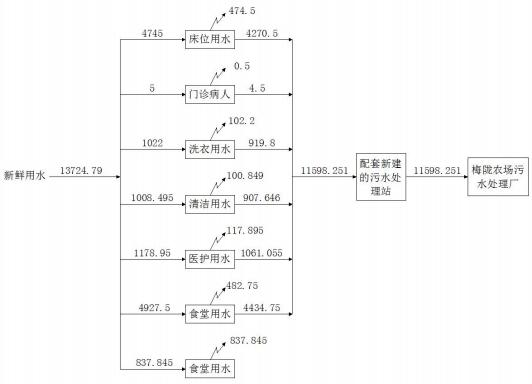 474.5
4745
床位用水
4270.5
0.5
5
门诊病人
4.5
102.2
1022
洗衣用水
919.8
新鲜用水
13724.79
100.849
1008.495
清洁用水
907.646
11598.251
配套新建
的污水处
理站
11598.251
梅陇农场污
水处理厂
117.895
1178.95
医护用水
1061.055
482.75
4927.5
食堂用水
4434.75
837.845
837.845
食堂用水